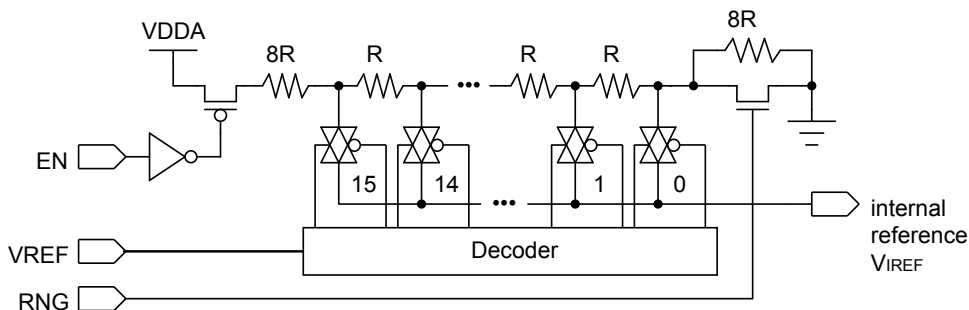 8R
VDDA
8R
R
R
R
•••
EN
15
14
1
0
•••
internal
reference
VIREF
Decoder
VREF
RNG